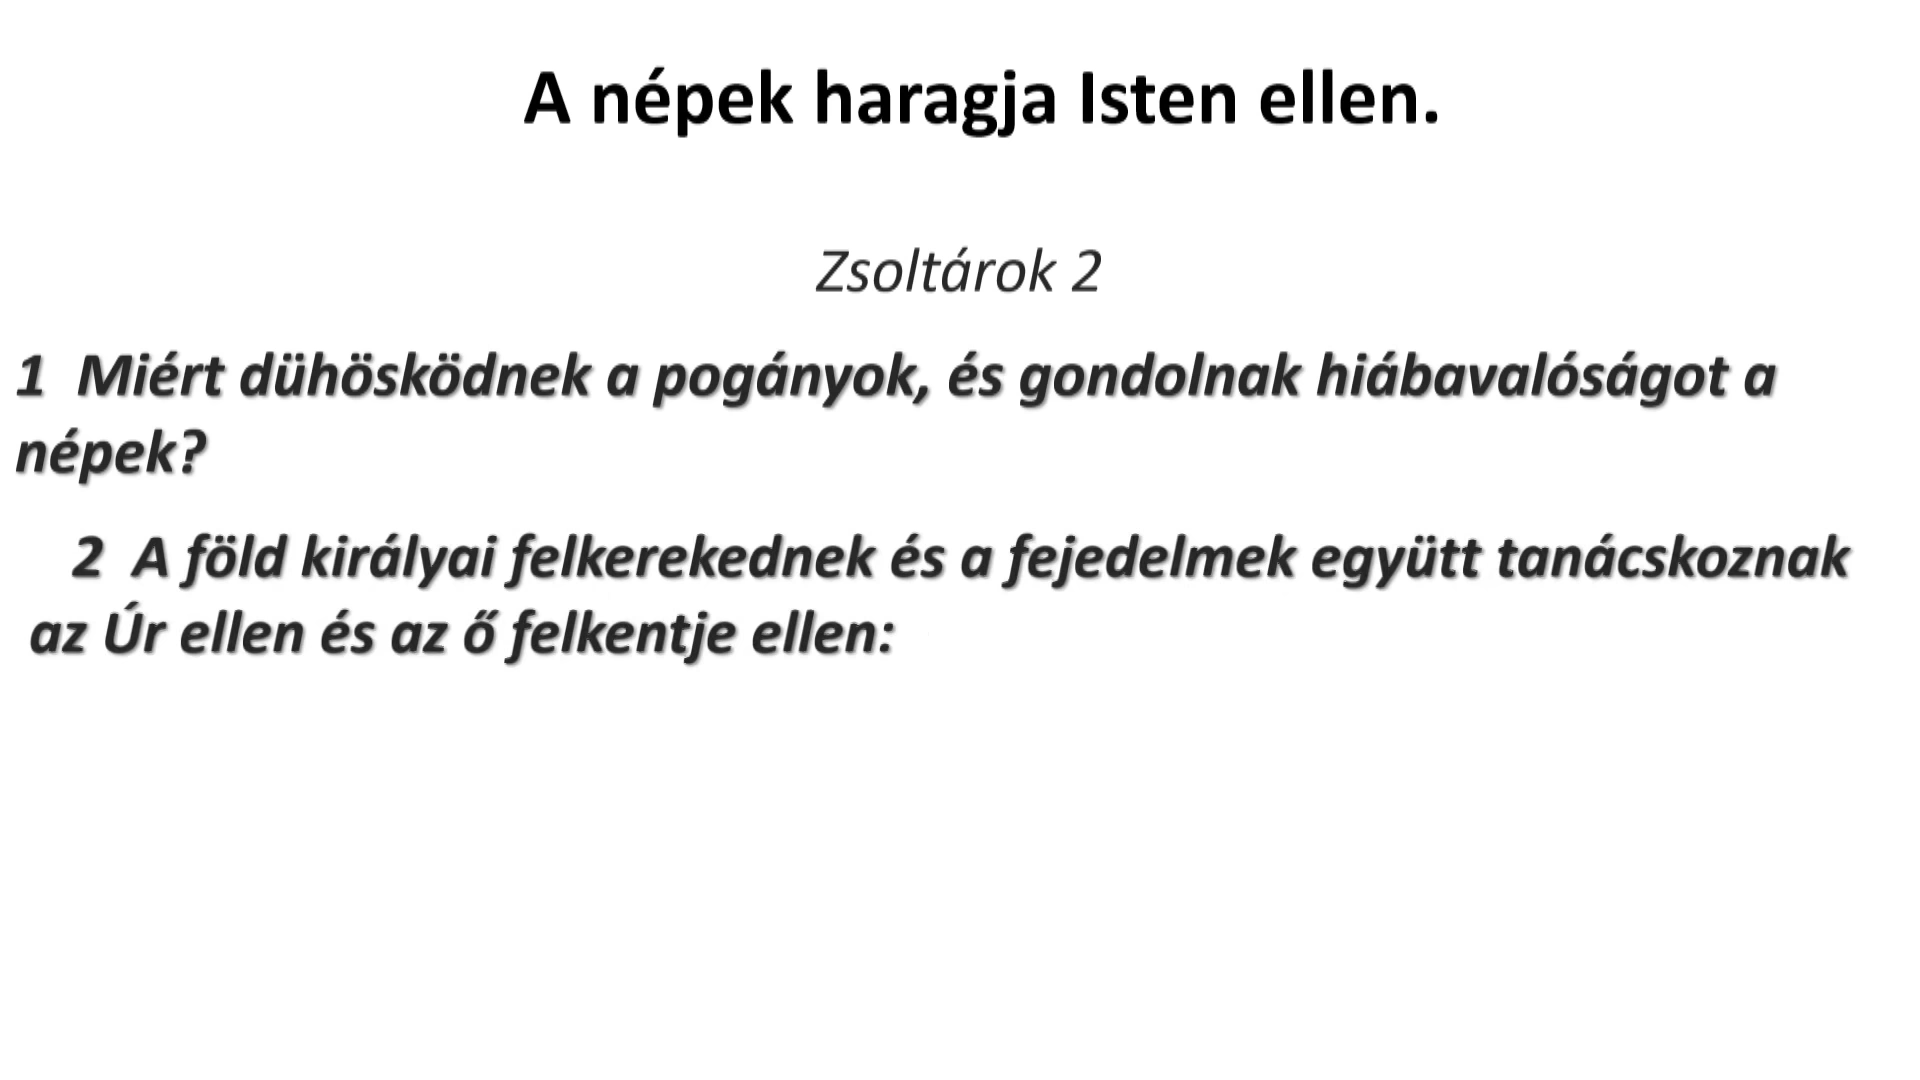 A népek haragja Isten ellen.
Zsoltárok 2
1 Miért dühösködnek a pogányok, és gondolnak hiábavalóságot a
népek?
2 A föld királyai felkerekednek és a fejedelmek együtt tanácskoznak
az Úr ellen és az ő felkentje ellen: